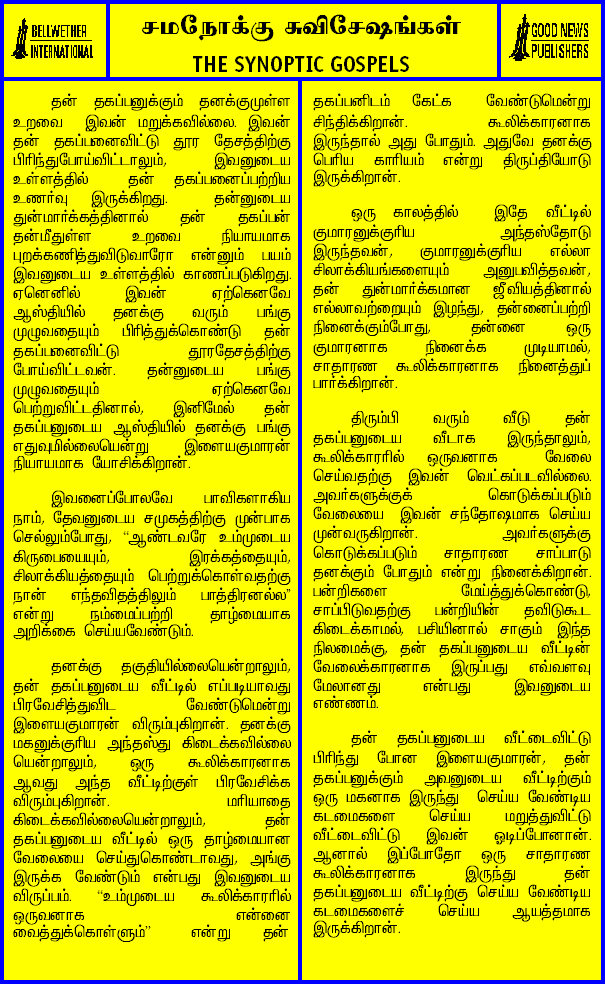 BELLWETHER
INTERNATIONAL
சமநோக்கு சுவிசேஷங்கள்
THE SYNOPTIC GOSPELS
GOOD NEWS
PUBLISHERS
தன் தகப்பனுக்கும் தனக்குமுள்ள
உறவை இவன் மறுக்கவில்லை. இவன்
தன் தகப்பனைவிட்டு தூர தேசத்திற்கு
பிரிந்துபோய்விட்டாலும், இவனுடைய
உள்ளத்தில் தன் தகப்பனைப்பற்றிய
உணர்வு இருக்கிறது. தன்னுடைய
துன்மார்க்கத்தினால் தன் தகப்பன்
தன்மீதுள்ள உறவை நியாயமாக
புறக்கணித்துவிடுவாரோ என்னும் பயம்
இவனுடைய உள்ளத்தில் காணப்படுகிறது.
ஏனெனில் இவன் ஏற்கெனவே
ஆஸ்தியில் தனக்கு வரும் பங்கு
முழுவதையும் பிரித்துக்கொண்டு தன்
தகப்பனைவிட்டு தூரதேசத்திற்கு
போய்விட்டவன். தன்னுடைய பங்கு
முழுவதையும் ஏற்கெனவே
பெற்றுவிட்டதினால், இனிமேல் தன்
தகப்பனுடைய ஆஸ்தியில் தனக்கு பங்கு
எதுவுமில்லையென்று இளையகுமாரன்
நியாயமாக யோசிக்கிறான்.
இவனைப்போலவே பாவிகளாகிய
நாம், தேவனுடைய சமுகத்திற்கு முன்பாக
செல்லும்போது, “ஆண்டவரே உம்முடைய
கிருபையையும், இரக்கத்தையும்,
சிலாக்கியத்தையும் பெற்றுக்கொள்வதற்கு
நான் எந்தவிதத்திலும் பாத்திரனல்ல”
என்று நம்மைப்பற்றி தாழ்மையாக
அறிக்கை செய்யவேண்டும்.
தனக்கு தகுதியில்லையென்றாலும்,
தன் தகப்பனுடைய வீட்டில் எப்படியாவது
பிரவேசித்துவிட வேண்டுமென்று
இளையகுமாரன் விரும்புகிறான். தனக்கு
மகனுக்குரிய அந்தஸ்து கிடைக்கவில்லை
யென்றாலும், ஒரு கூலிக்காரனாக
ஆவது அந்த வீட்டிற்குள் பிரவேசிக்க
விரும்புகிறான். மரியாதை
கிடைக்கவில்லையென்றாலும், தன்
தகப்பனுடைய வீட்டில் ஒரு தாழ்மையான
வேலையை செய்துகொண்டாவது, அங்கு
இருக்க வேண்டும் என்பது இவனுடைய
விருப்பம். “உம்முடைய கூலிக்காரரில்
ஒருவனாக என்னை
வைத்துக்கொள்ளும்” என்று தன்
தகப்பனிடம் கேட்க வேண்டுமென்று
சிந்திக்கிறான். கூலிக்காரனாக
இருந்தால் அது போதும். அதுவே தனக்கு
பெரிய காரியம் என்று திருப்தியோடு
இருக்கிறான்.
ஒரு காலத்தில் இதே வீட்டில்
குமாரனுக்குரிய அந்தஸ்தோடு
இருந்தவன், குமாரனுக்குரிய எல்லா
சிலாக்கியங்களையும் அனுபவித்தவன்,
தன் துன்மார்க்கமான ஜீவியத்தினால்
எல்லாவற்றையும் இழந்து, தன்னைப்பற்றி
நினைக்கும்போது, தன்னை ஒரு
குமாரனாக நினைக்க முடியாமல்,
சாதாரண கூலிக்காரனாக நினைத்துப்
பார்க்கிறான்.
திரும்பி வரும் வீடு தன்
தகப்பனுடைய வீடாக இருந்தாலும்,
கூலிக்காரரில் ஒருவனாக வேலை
செய்வதற்கு இவன் வெட்கப்படவில்லை.
அவர்களுக்குக் கொடுக்கப்படும்
வேலையை இவன் சந்தோஷமாக செய்ய
முன்வருகிறான். அவர்களுக்கு
கொடுக்கப்படும் சாதாரண சாப்பாடு
தனக்கும் போதும் என்று நினைக்கிறான்.
பன்றிகளை மேய்த்துக்கொண்டு,
சாப்பிடுவதற்கு பன்றியின் தவிடுகூட
கிடைக்காமல், பசியினால் சாகும் இந்த
நிலமைக்கு, தன் தகப்பனுடைய வீட்டின்
வேலைக்காரனாக இருப்பது எவ்வளவு
மேலானது என்பது இவனுடைய
எண்ணம்.
தன் தகப்பனுடைய வீட்டைவிட்டு
பிரிந்து போன இளையகுமாரன், தன்
தகப்பனுக்கும் அவனுடைய வீட்டிற்கும்
ஒரு மகனாக இருந்து செய்ய வேண்டிய
கடமைகளை செய்ய மறுத்துவிட்டு
வீட்டைவிட்டு இவன் ஓடிப்போனான்.
ஆனால் இப்போதோ ஒரு சாதாரண
கூலிக்காரனாக இருந்து தன்
தகப்பனுடைய வீட்டிற்கு செய்ய வேண்டிய
கடமைகளைச் செய்ய ஆயத்தமாக
இருக்கிறான்.